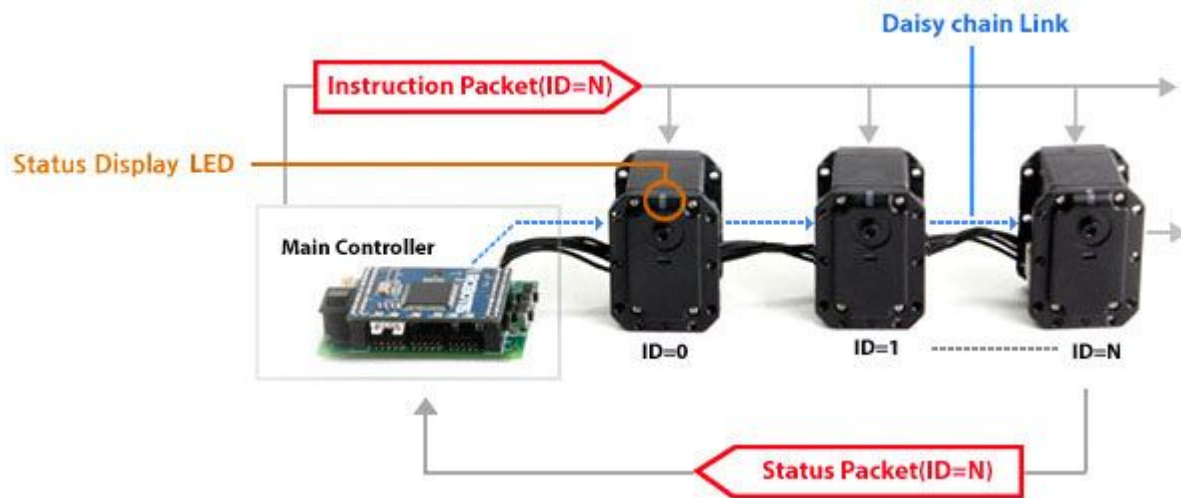 Daisy chain Link
Instruction Packet(ID=N)
Status Display LED
Main Controller
ID=0
ID=1
ID=N
Status Packet(ID=N)